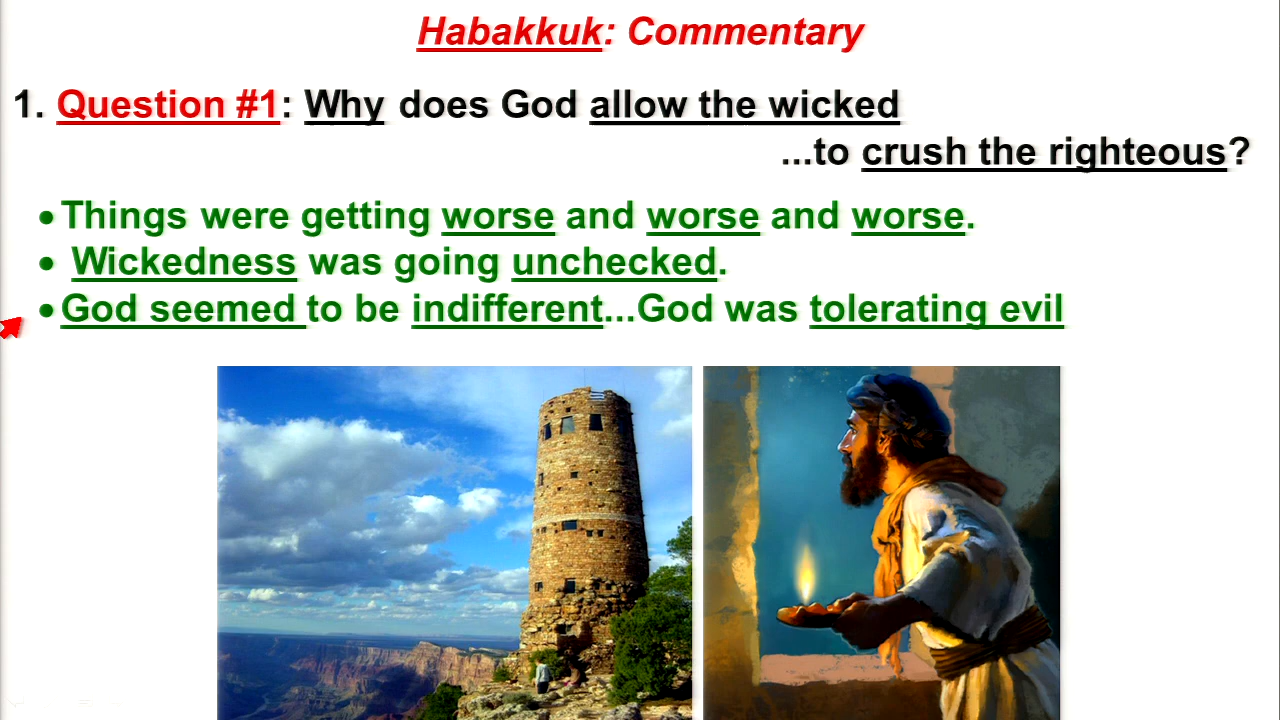 Habakkuk: Commentary
1. Question #1: Why does God allow the wicked
...to crush the righteous?
• Things were getting worse and worse and worse.
• Wickedness was going unchecked.
• God seemed to be indifferent...God was tolerating evil